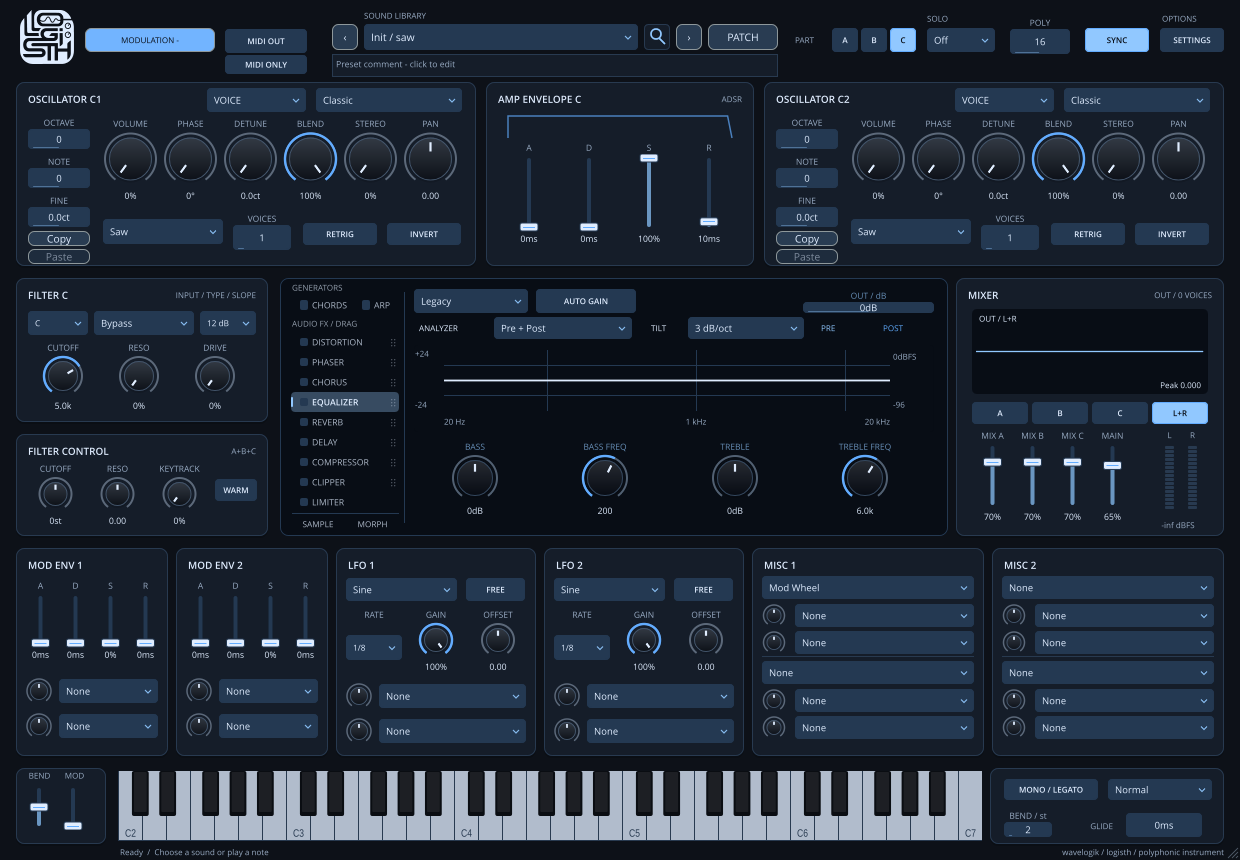 LOGISTH
MODULATION -
MIDI OUT
MIDI ONLY
SOUND LIBRARY
‹
Init / saw
›
PATCH
Preset comment - click to edit
PART
A
B
C
SOLO
Off
POLY
16
SYNC
OPTIONS
SETTINGS
OSCILLATOR C1
VOICE
Classic
OCTAVE
0
NOTE
0
FINE
0.0ct
Copy
Paste
VOLUME PHASE DETUNE BLEND STEREO PAN
0% 0° 0.0ct 100% 0% 0.00
Saw
VOICES
1
RETRIG
INVERT
AMP ENVELOPE C
ADSR
A D S R
0ms 0ms 100% 10ms
OSCILLATOR C2
VOICE
Classic
OCTAVE
0
NOTE
0
FINE
0.0ct
Copy
Paste
VOLUME PHASE DETUNE BLEND STEREO PAN
0% 0° 0.0ct 100% 0% 0.00
Saw
VOICES
1
RETRIG
INVERT
FILTER C
INPUT / TYPE / SLOPE
C
Bypass
12 dB
CUTOFF RESO DRIVE
5.0k 0% 0%
FILTER CONTROL
A+B+C
CUTOFF RESO KEYTRACK
WARM
0st 0.00 0%
GENERATORS
CHORDS ARP
AUDIO FX / DRAG
DISTORTION
PHASER
CHORUS
EQUALIZER
REVERB
DELAY
COMPRESSOR
CLIPPER
LIMITER
SAMPLE MORPH
Legacy
AUTO GAIN
OUT / dB
0dB
ANALYZER
Pre + Post
TILT
3 dB/oct
PRE
POST
+24
0dBFS
-24
-96
20 Hz 1 kHz 20 kHz
BASS BASS FREQ TREBLE TREBLE FREQ
0dB 200 0dB 6.0k
MIXER
OUT / 0 VOICES
OUT / L+R
Peak 0.000
A B C L+R
MIX A MIX B MIX C MAIN L R
70% 70% 70% 65%
-inf dBFS
MOD ENV 1
A D S R
0ms 0ms 0% 0ms
None
None
MOD ENV 2
A D S R
0ms 0ms 0% 0ms
None
None
LFO 1
Sine
FREE
RATE GAIN OFFSET
1/8
100% 0.00
None
None
LFO 2
Sine
FREE
RATE GAIN OFFSET
1/8
100% 0.00
None
None
MISC 1
Mod Wheel
None
None
None
None
None
MISC 2
None
None
None
None
None
None
BEND MOD
C2 C3 C4 C5 C6 C7
MONO / LEGATO
Normal
BEND / st
2
GLIDE
0ms
Ready / Choose a sound or play a note
wavelogik / logisth / polyphonic instrument